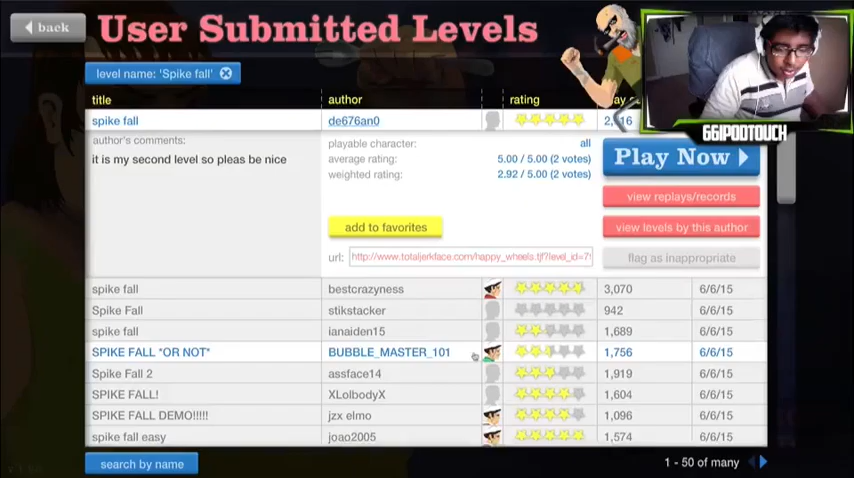 back
User Submitted Levels
level name: 'Spike fall'
title author rating
spike fall de676an0
66IPODTOUCH
author's comments:
it is my second level so pleas be nice
playable character: all
average rating: 5.00 / 5.00 (2 votes)
weighted rating: 2.92 / 5.00 (2 votes)
Play Now
view replays/records
add to favorites
view levels by this author
url: http://www.totaljerkface.com/happy_wheels.tjf?level_id=7
flag as inappropriate
spike fall bestcrazyness 3,070 6/6/15
Spike Fall stikstacker 942 6/6/15
spike fall ianaiden15 1,689 6/6/15
SPIKE FALL *OR NOT* BUBBLE_MASTER_101 1,756 6/6/15
Spike Fall 2 assface14 1,919 6/6/15
SPIKE FALL! XLolbodyX 1,604 6/6/15
SPIKE FALL DEMO!!!!! jzx elmo 1,096 6/6/15
spike fall easy joao2005 1,574 6/6/15
search by name
1 - 50 of many